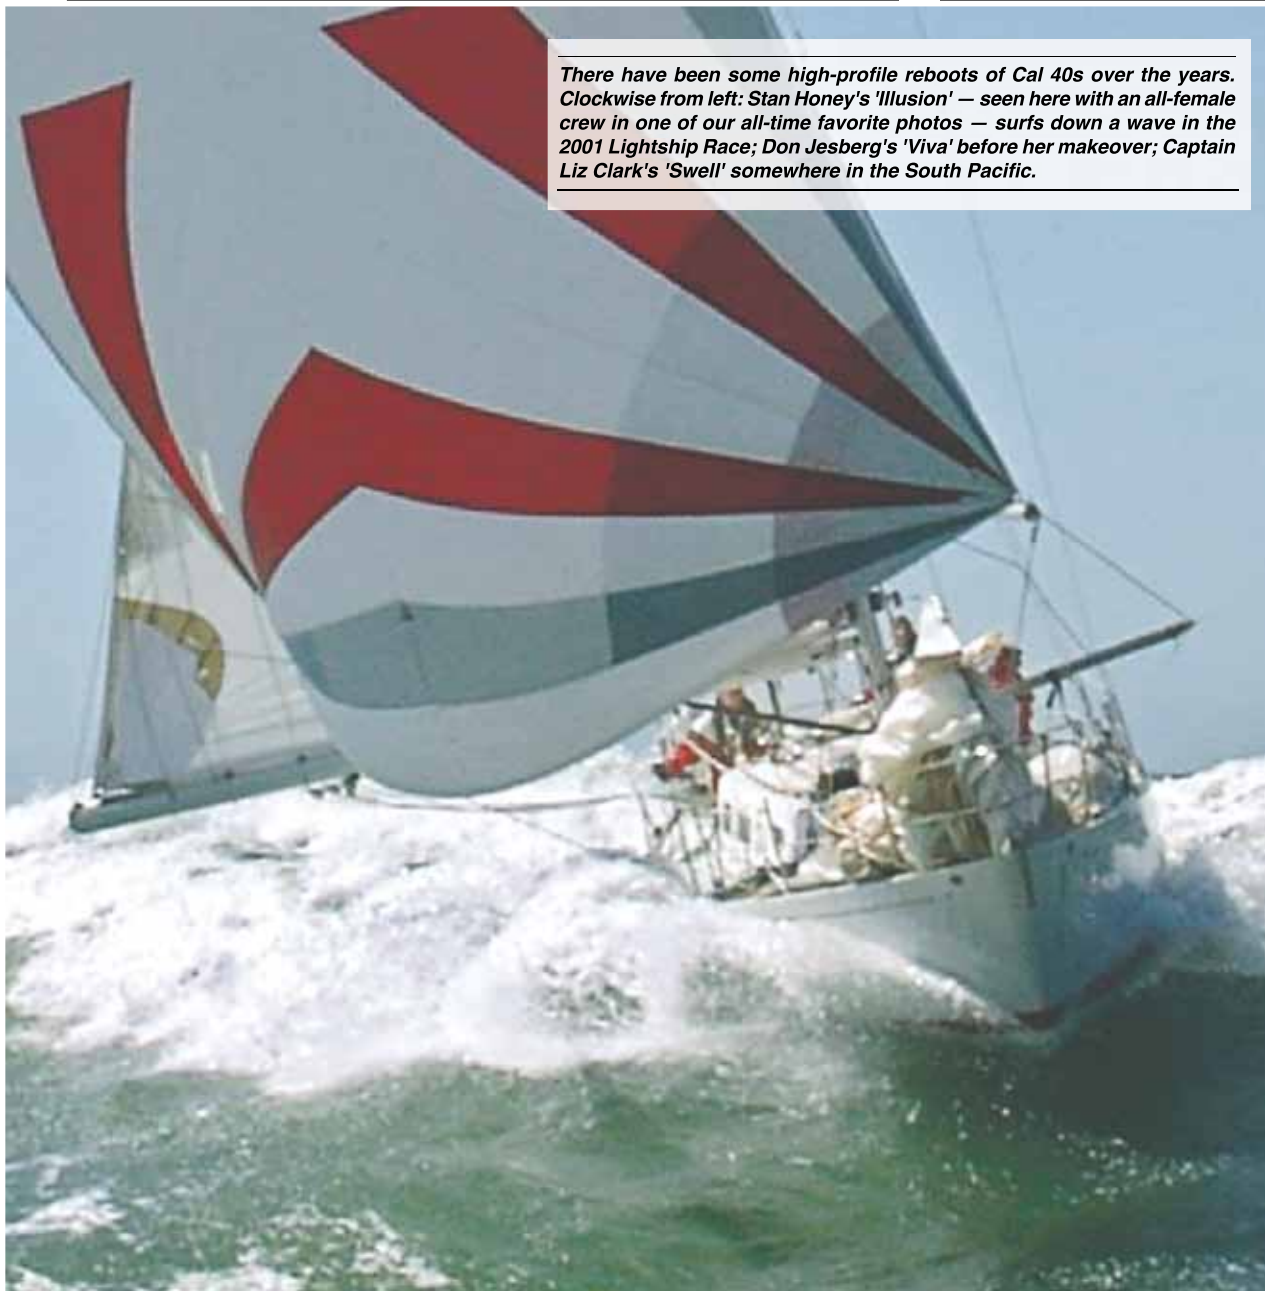 There have been some high-profile reboots of Cal 40s over the years.
Clockwise from left: Stan Honey's 'Illusion' — seen here with an all-female
crew in one of our all-time favorite photos — surfs down a wave in the
2001 Lightship Race; Don Jesberg's 'Viva' before her makeover; Captain
Liz Clark's 'Swell' somewhere in the South Pacific.